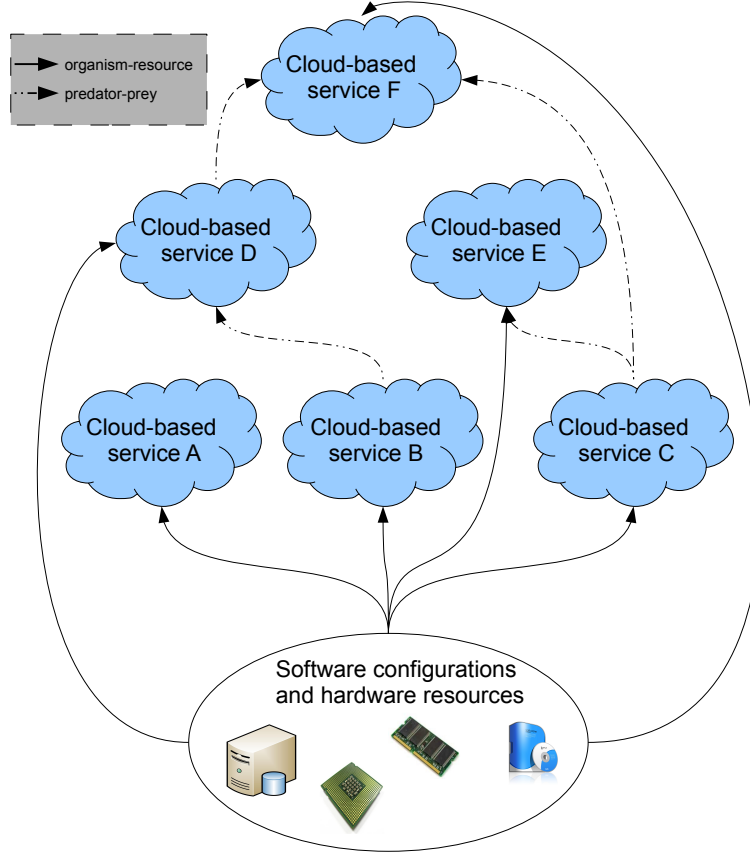 organism-resource
predator-prey
Cloud-based
service F
Cloud-based
service D
Cloud-based
service E
Cloud-based
service A
Cloud-based
service B
Cloud-based
service C
Software configurations
and hardware resources